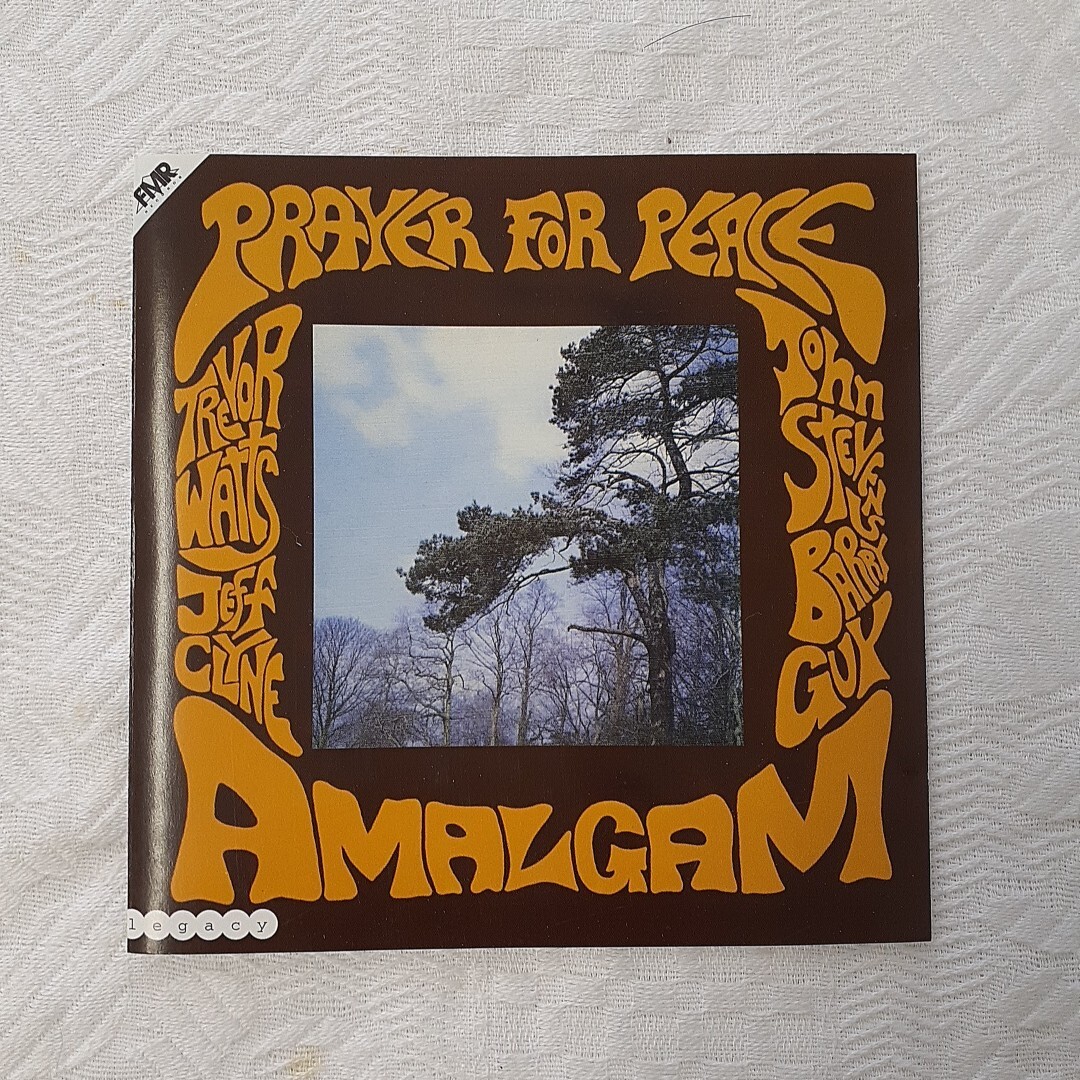 FMR
PRAYER FOR PEACE
TREVOR
WATTS
JEFF
CLYNE
JOHN
STEVENS
BARRY
GUY
AMALGAM
legacy